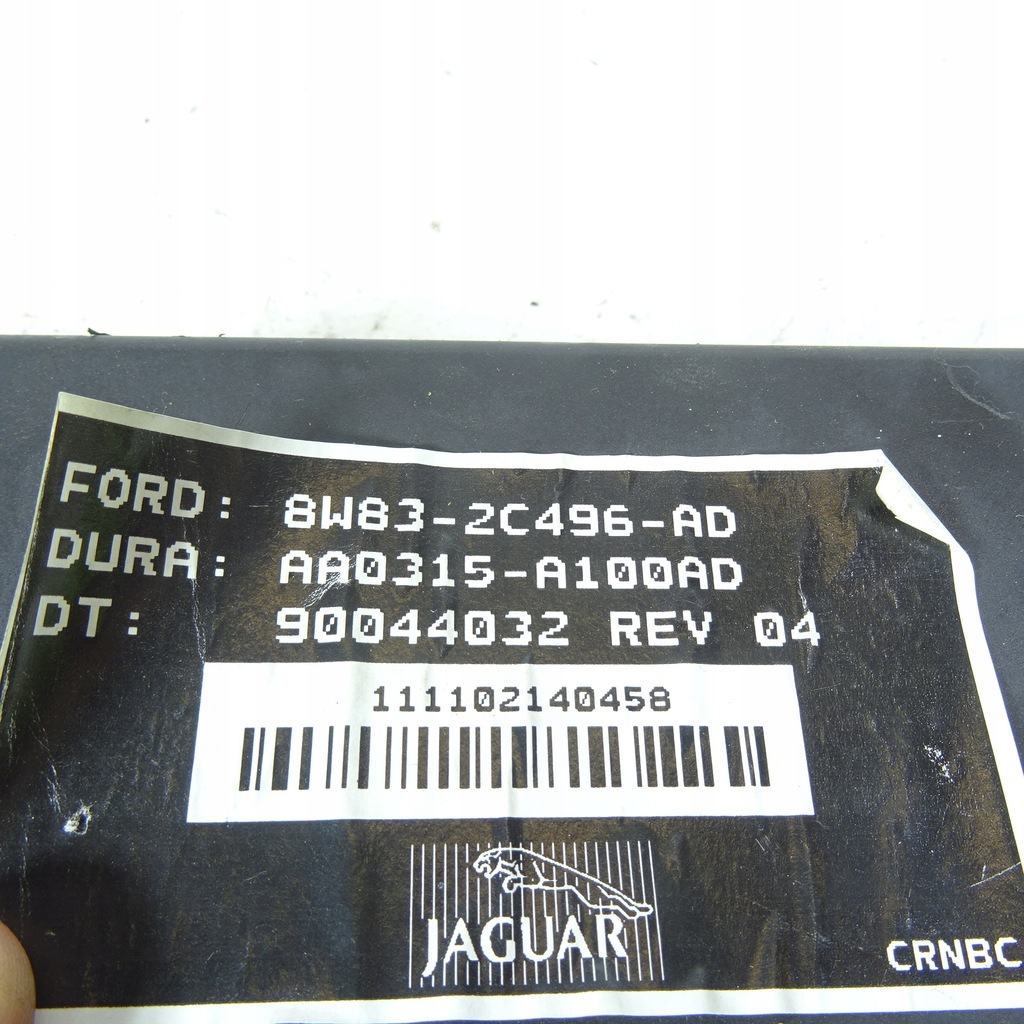 FORD: 8W83-2C496-AD
DURA: AA0315-A100AD
DT: 90044032 REV 04
111102140458
JAGUAR
CRNBC